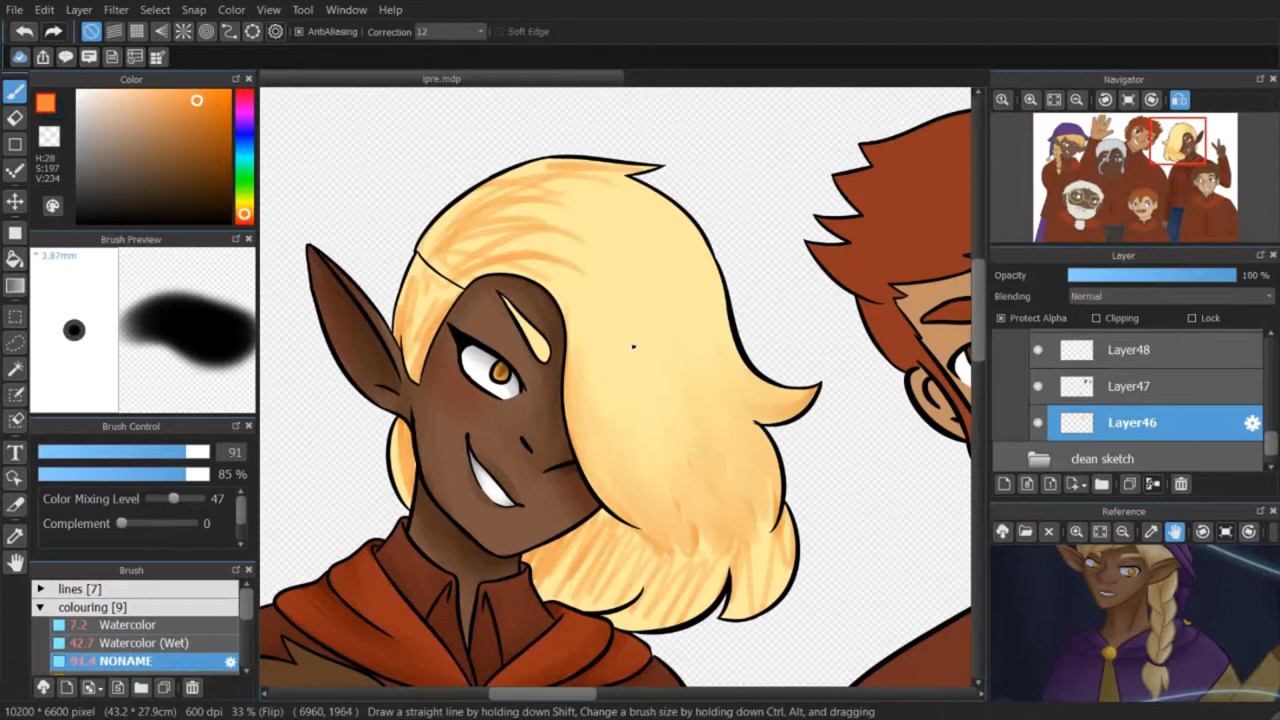 File Edit Layer Filter Select Snap Color View Tool Window Help
AntiAliasing Correction 12 Soft Edge
Color
ipre.mdp
Navigator
H:28
S:197
V:234
Brush Preview
* 3.87mm
Layer
Opacity 100 %
Blending Normal
Protect Alpha Clipping Lock
Layer48
Layer47
Layer46
clean sketch
Brush Control
91
85 %
Color Mixing Level 47
Complement 0
Reference
Brush
lines [7]
colouring [9]
7.2 Watercolor
42.7 Watercolor (Wet)
91.4 NONAME
10200 * 6600 pixel (43.2 * 27.9cm) 600 dpi 33 % (Flip) ( 6960, 1964 ) Draw a straight line by holding down Shift, Change a brush size by holding down Ctrl, Alt, and dragging